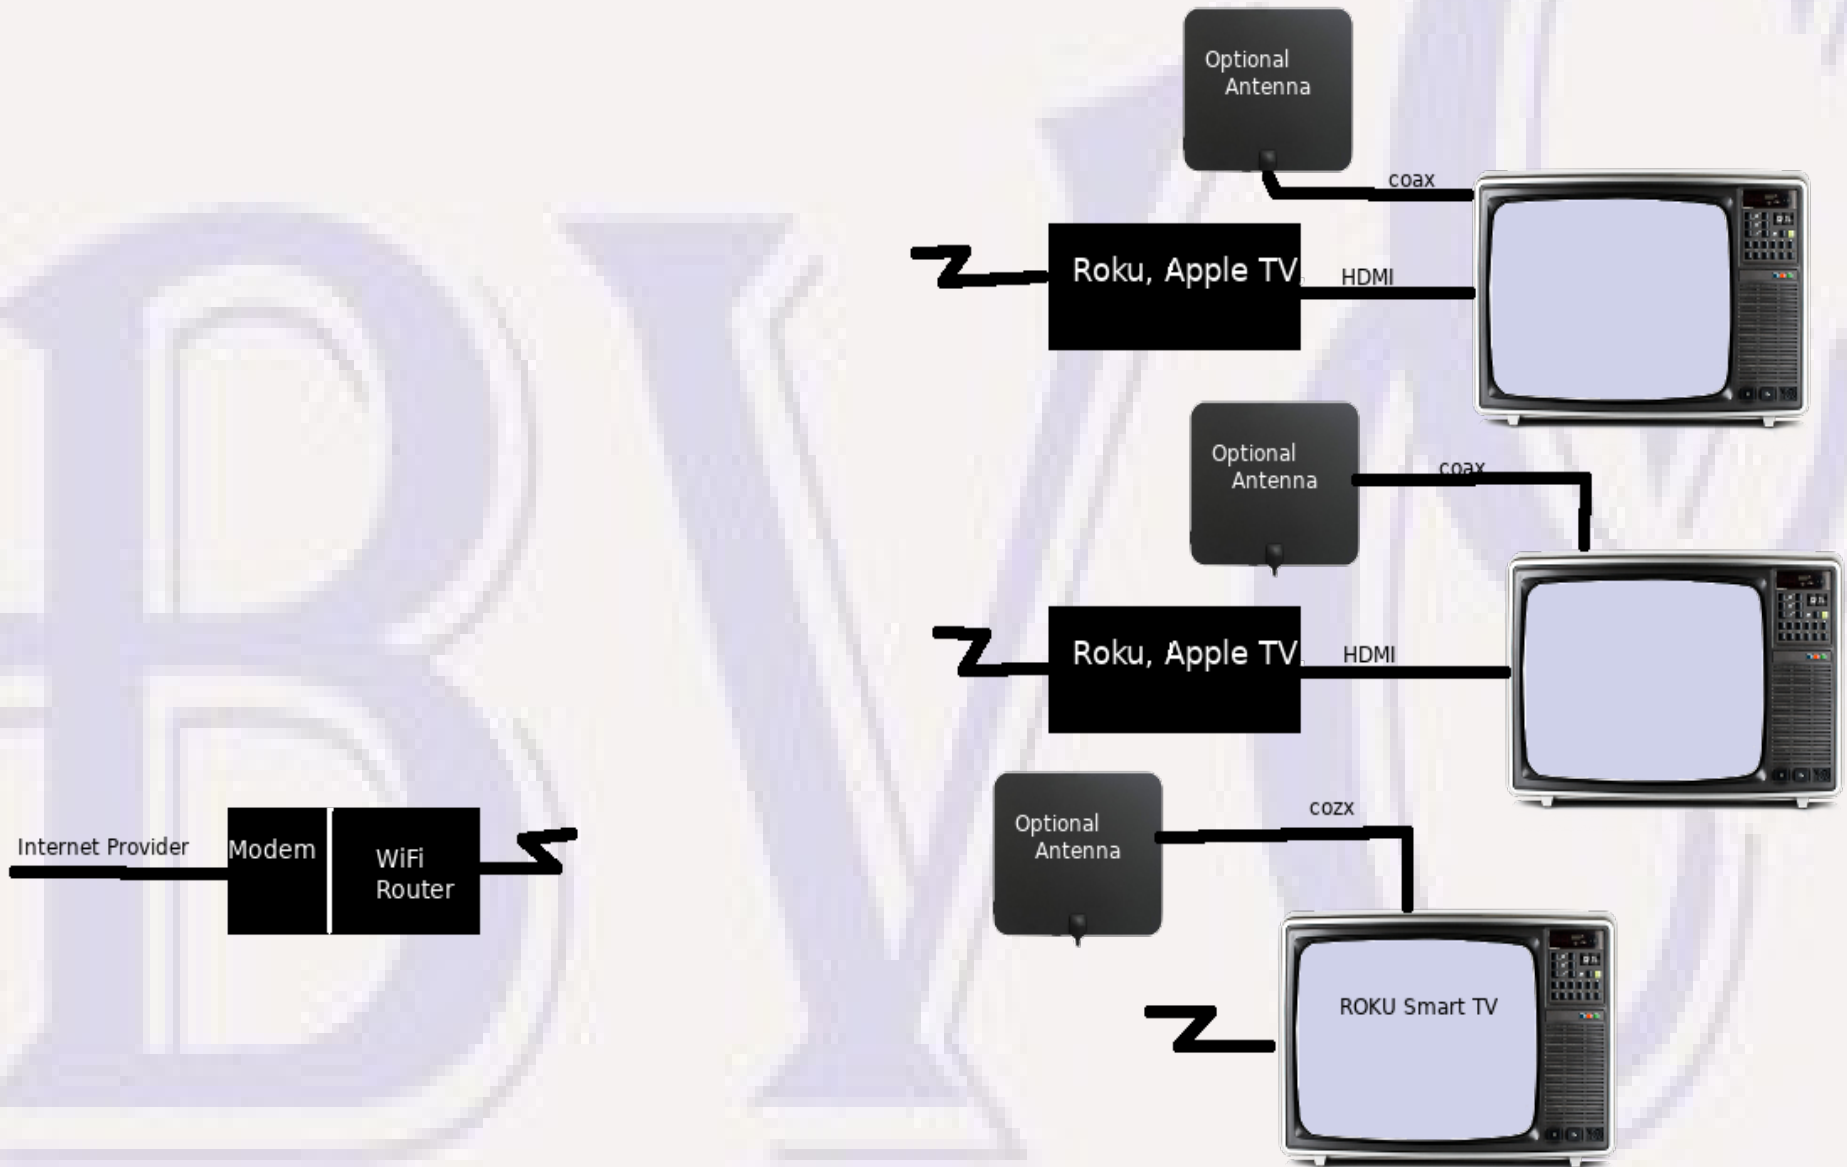 Optional
Antenna
coax
Roku, Apple TV
HDMI
Optional
Antenna
coax
Roku, Apple TV
HDMI
Optional
Antenna
cozx
Internet Provider
Modem
WiFi
Router
ROKU Smart TV